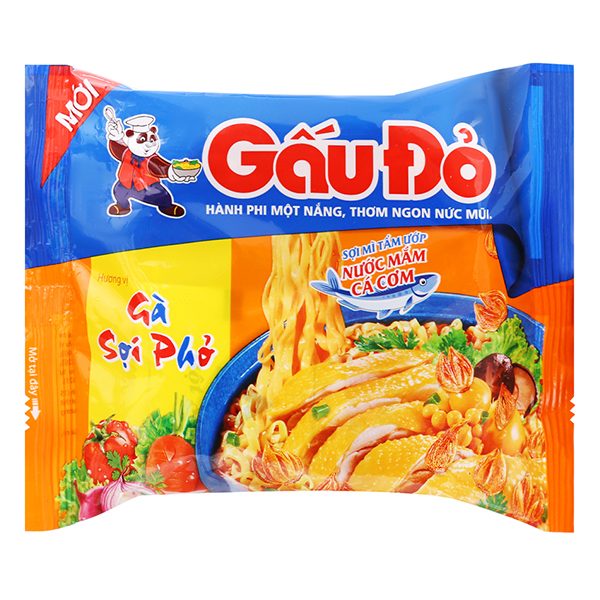 MỚI
Gấu Đỏ
HÀNH PHI MỘT NẮNG, THƠM NGON NỨC MŨI.
SỢI MÌ TẨM ƯỚP
NƯỚC MẮM
CÁ CƠM
Hương vị
Gà
Sợi Phở
Mở tại đây